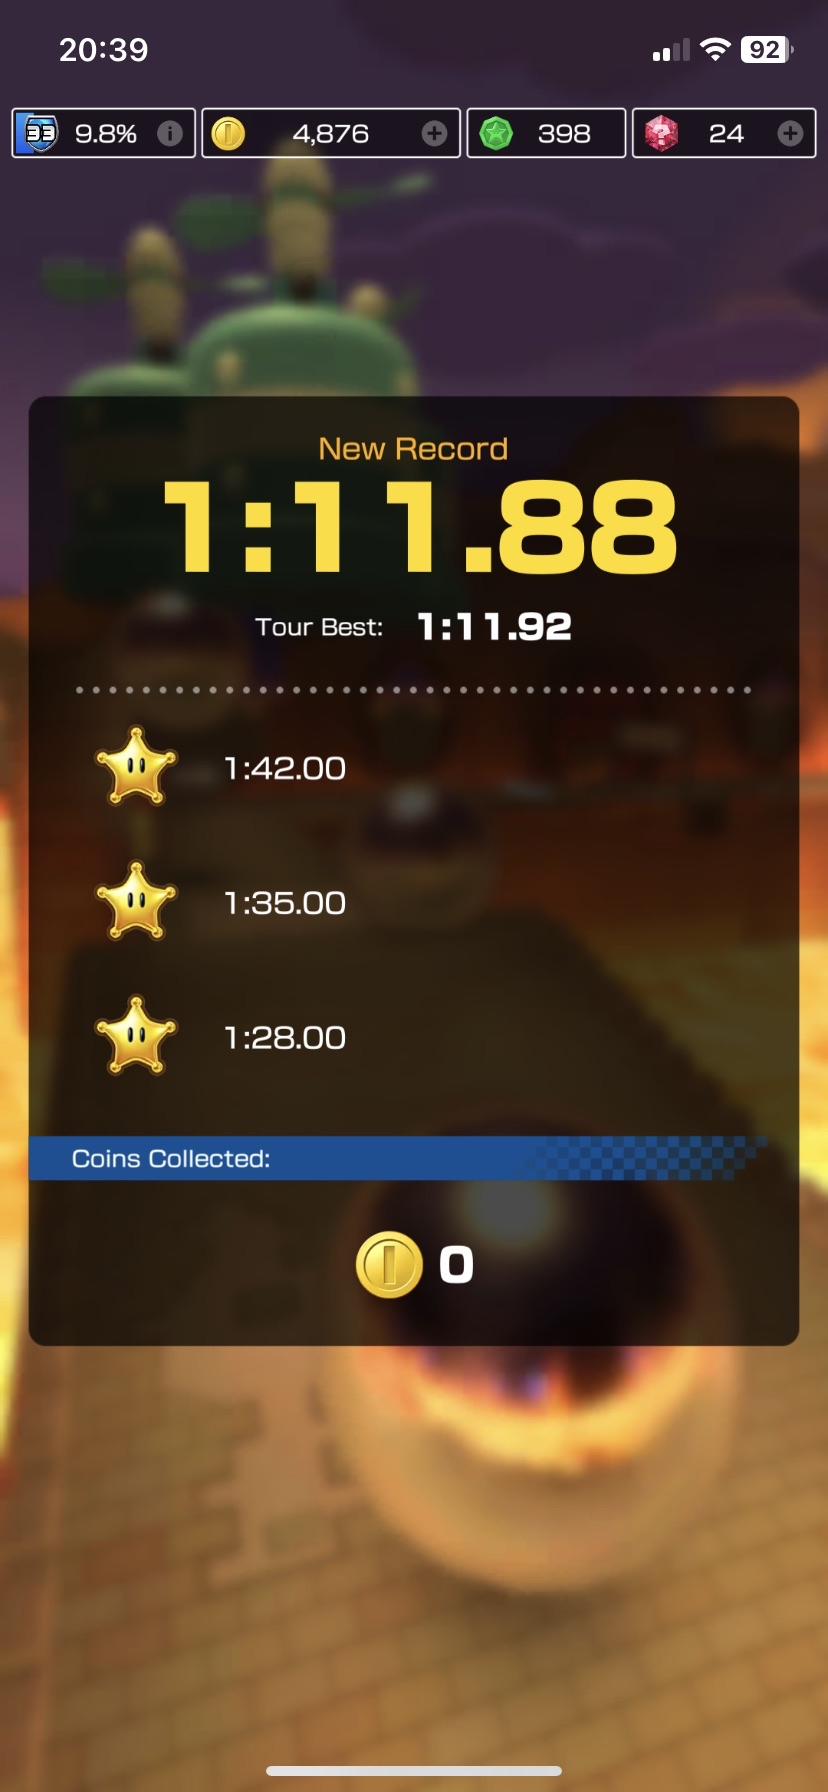 20:39 92
33 9.8% i 4,876 + 398 24 +
New Record
1:11.88
Tour Best: 1:11.92
1:42.00
1:35.00
1:28.00
Coins Collected:
0